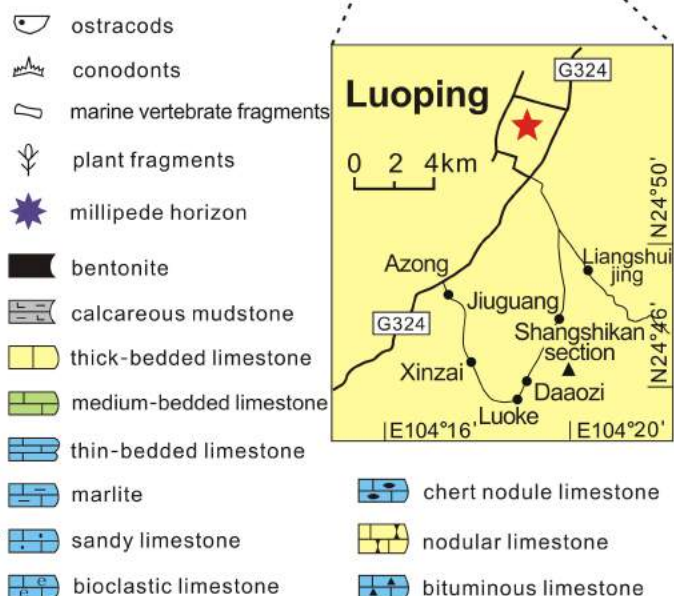 ostracods
conodonts
marine vertebrate fragments
plant fragments
millipede horizon
bentonite
calcareous mudstone
thick-bedded limestone
medium-bedded limestone
thin-bedded limestone
marlite
sandy limestone
e
e
bioclastic limestone
G324
Luoping
0 2 4km
N24°50'
Liangshui
jing
Azong
Jiuguang
G324
Shangshikan
section
N24°46'
Xinzai
Daaozi
Luoke
E104°16' E104°20'
chert nodule limestone
nodular limestone
bituminous limestone